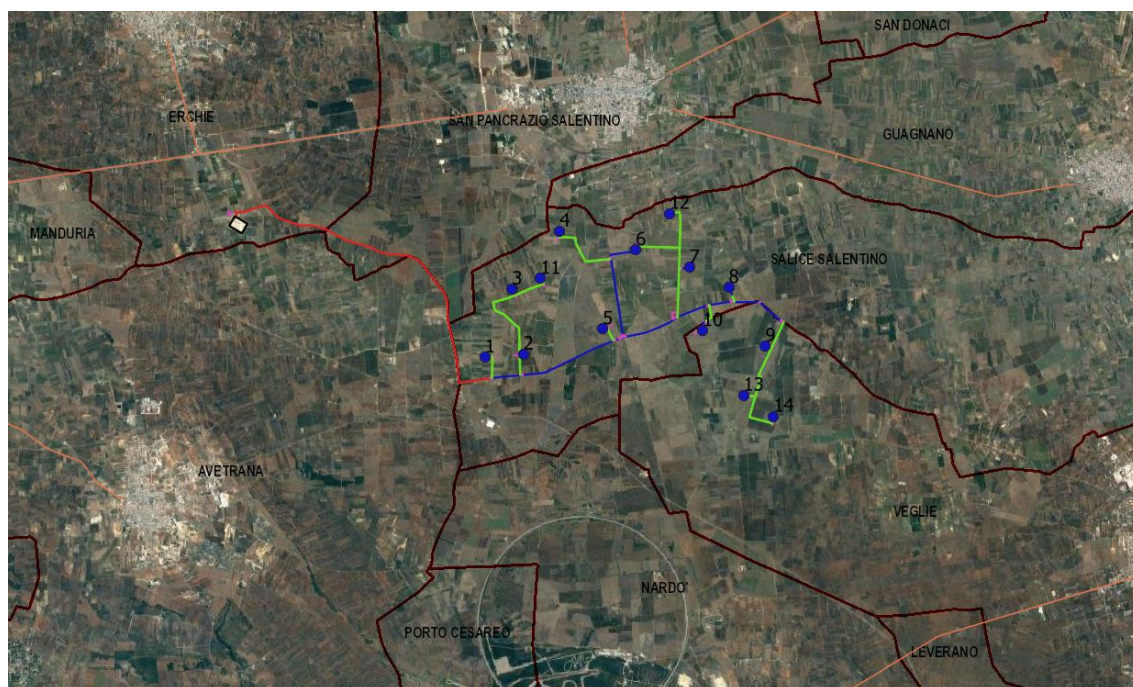 SAN DONACI
ERCHIE
SAN PANCRAZIO SALENTINO
GUAGNANO
12
4
MANDURIA
6
SALICE SALENTINO
7
11
3
8
5
10
9
1
2
13
14
AVETRANA
VEGLIE
NARDO'
PORTO CESAREO
LEVERANO